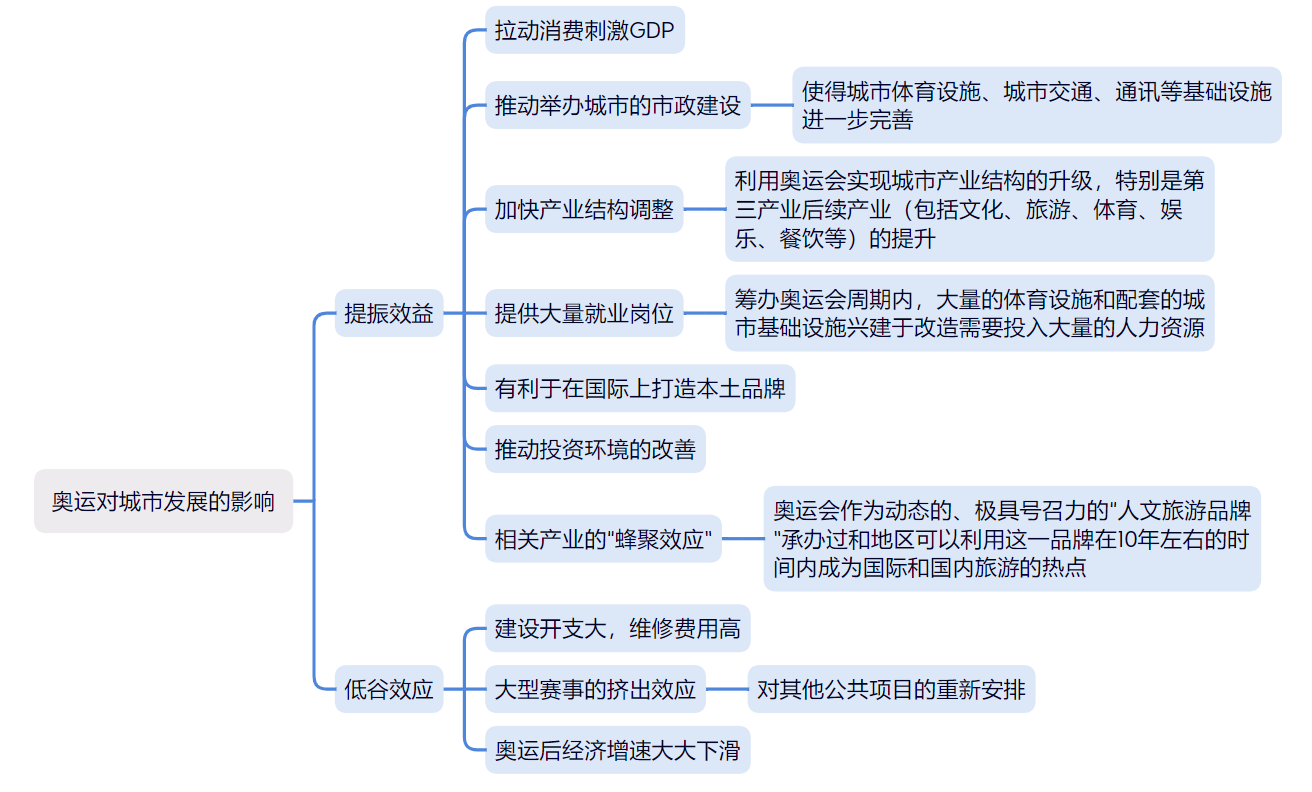 拉动消费刺激GDP
推动举办城市的市政建设
使得城市体育设施、城市交通、通讯等基础设施
进一步完善
加快产业结构调整
利用奥运会实现城市产业结构的升级，特别是第
三产业后续产业（包括文化、旅游、体育、娱
乐、餐饮等）的提升
提振效益
提供大量就业岗位
筹办奥运会周期内，大量的体育设施和配套的城
市基础设施兴建于改造需要投入大量的人力资源
有利于在国际上打造本土品牌
推动投资环境的改善
奥运对城市发展的影响
相关产业的"蜂聚效应"
奥运会作为动态的、极具号召力的"人文旅游品牌
"承办过和地区可以利用这一品牌在10年左右的时
间内成为国际和国内旅游的热点
建设开支大，维修费用高
低谷效应
大型赛事的挤出效应
对其他公共项目的重新安排
奥运后经济增速大大下滑